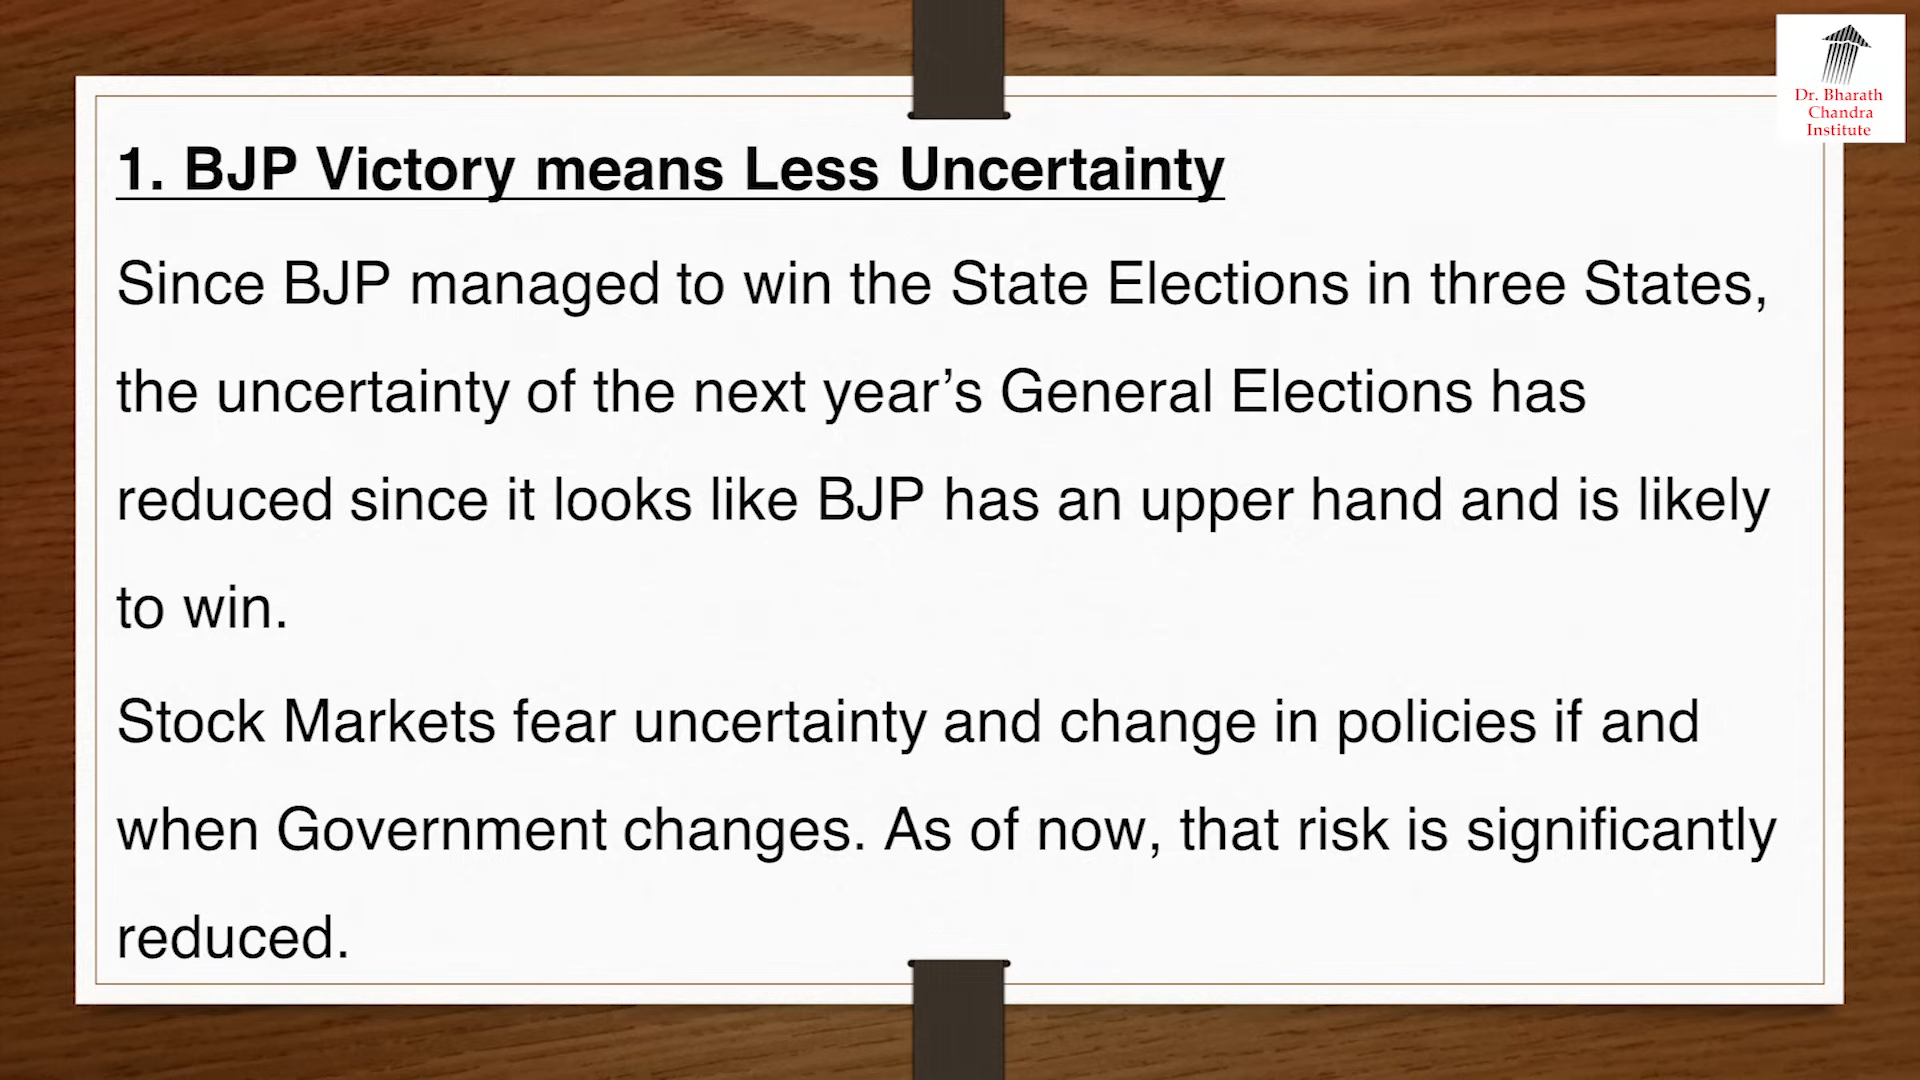 Dr. Bharath
Chandra
Institute
1. BJP Victory means Less Uncertainty
Since BJP managed to win the State Elections in three States,
the uncertainty of the next year’s General Elections has
reduced since it looks like BJP has an upper hand and is likely
to win.
Stock Markets fear uncertainty and change in policies if and
when Government changes. As of now, that risk is significantly
reduced.